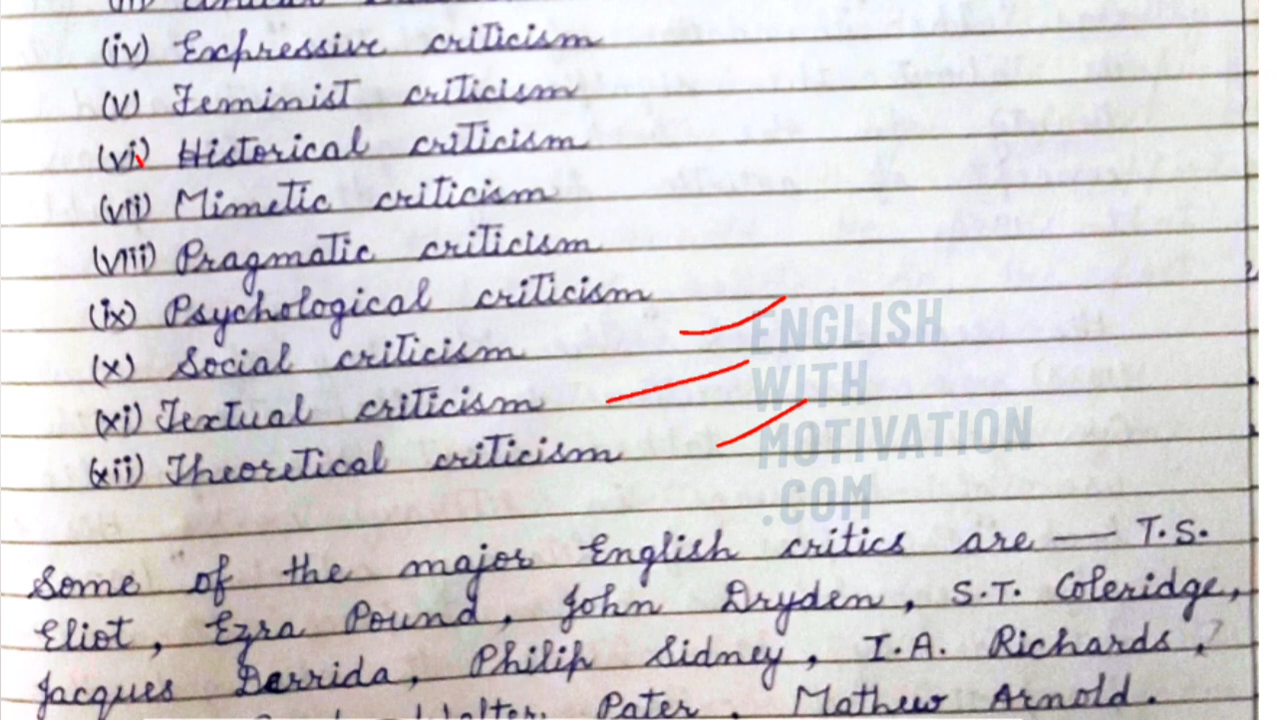 (iv) Expressive criticism
(v) Feminist criticism
(vi) Historical criticism
(vii) Mimetic criticism
(viii) Pragmatic criticism
(ix) Psychological criticism
(x) Social criticism
(xi) Textual criticism
(xii) Theoretical criticism
ENGLISH
WITH
MOTIVATION
.COM
Some of the major English critics are — T.S.
Eliot, Ezra Pound, John Dryden, S.T. Coleridge,
Jacques Derrida, Philip Sidney, I.A. Richards,
Walter Pater, Mathew Arnold.